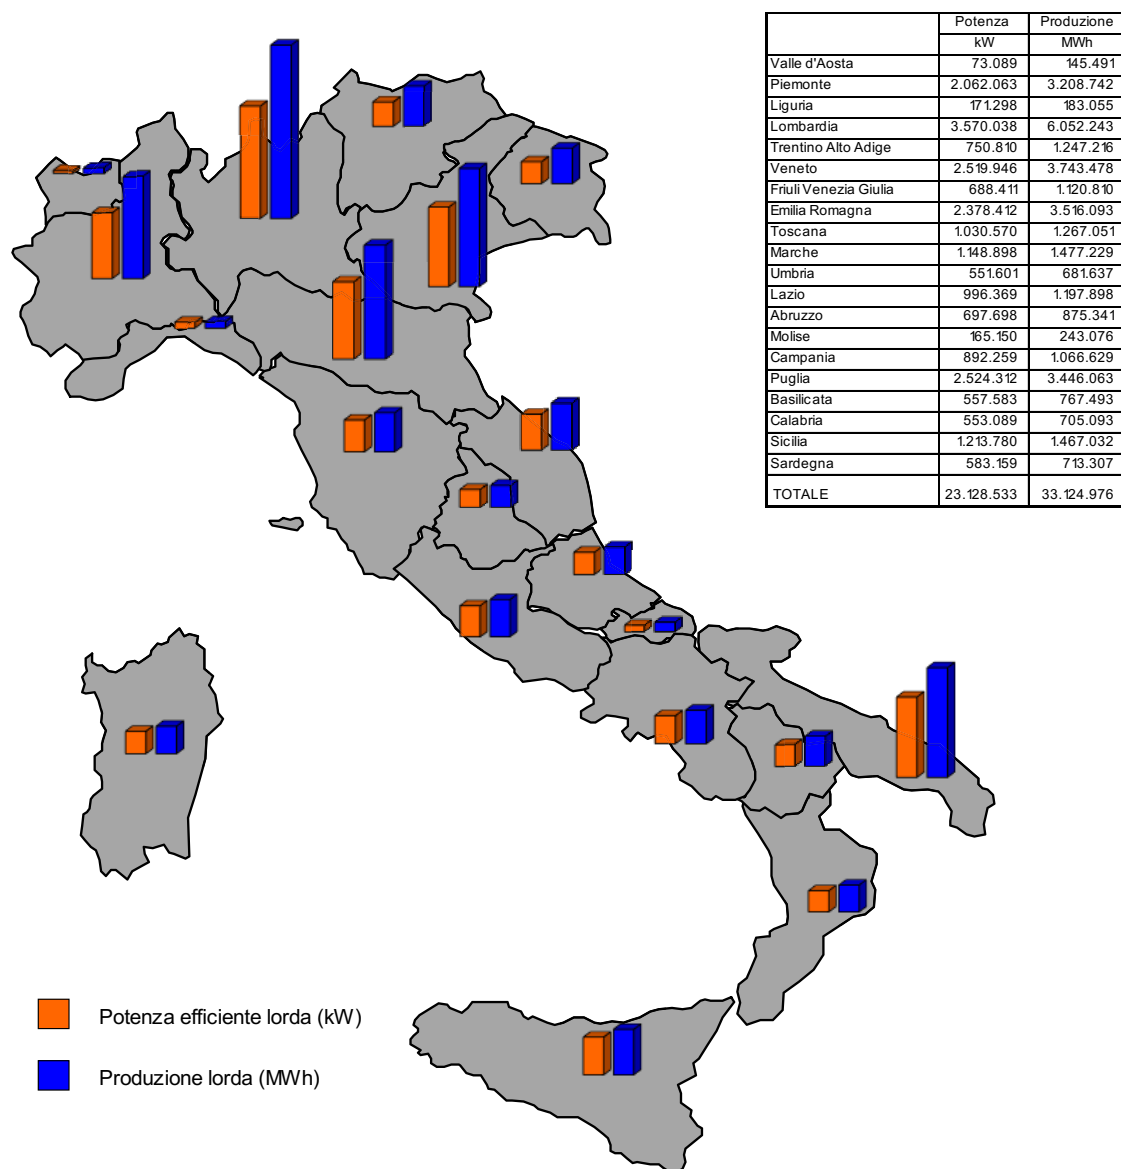 Potenza Produzione
kW MWh
Valle d'Aosta 73.089 145.491
Piemonte 2.062.063 3.208.742
Liguria 171.298 183.055
Lombardia 3.570.038 6.052.243
Trentino Alto Adige 750.810 1.247.216
Veneto 2.519.946 3.743.478
Friuli Venezia Giulia 688.411 1.120.810
Emilia Romagna 2.378.412 3.516.093
Toscana 1.030.570 1.267.051
Marche 1.148.898 1.477.229
Umbria 551.601 681.637
Lazio 996.369 1.197.898
Abruzzo 697.698 875.341
Molise 165.150 243.076
Campania 892.259 1.066.629
Puglia 2.524.312 3.446.063
Basilicata 557.583 767.493
Calabria 553.089 705.093
Sicilia 1.213.780 1.467.032
Sardegna 583.159 713.307
TOTALE 23.128.533 33.124.976
Potenza efficiente lorda (kW)
Produzione lorda (MWh)